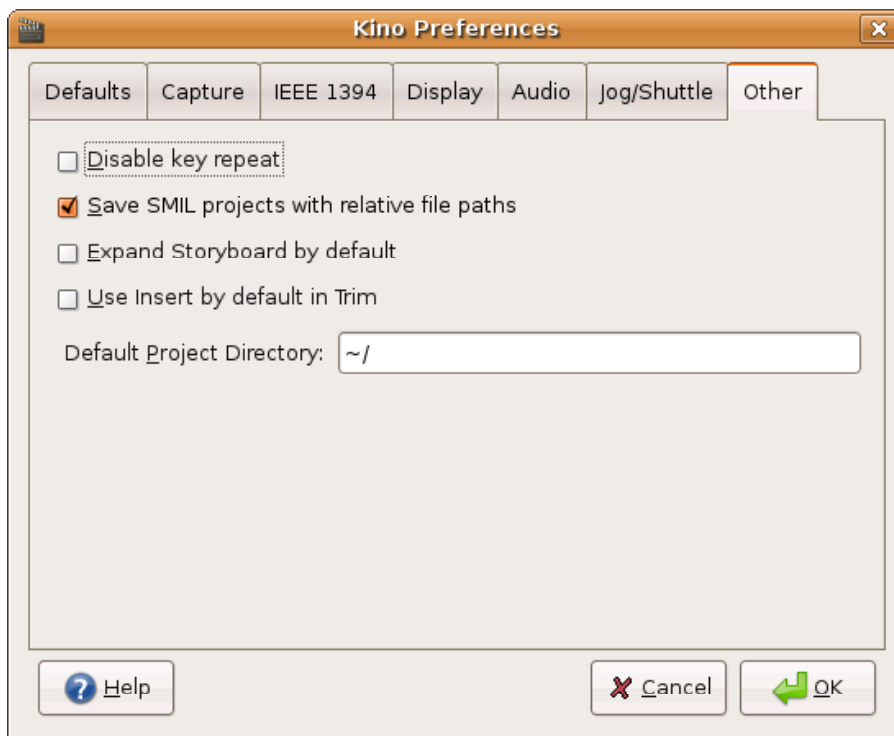 Kino Preferences
Defaults Capture IEEE 1394 Display Audio Jog/Shuttle Other
Disable key repeat
Save SMIL projects with relative file paths
Expand Storyboard by default
Use Insert by default in Trim
Default Project Directory: ~/
Help Cancel OK